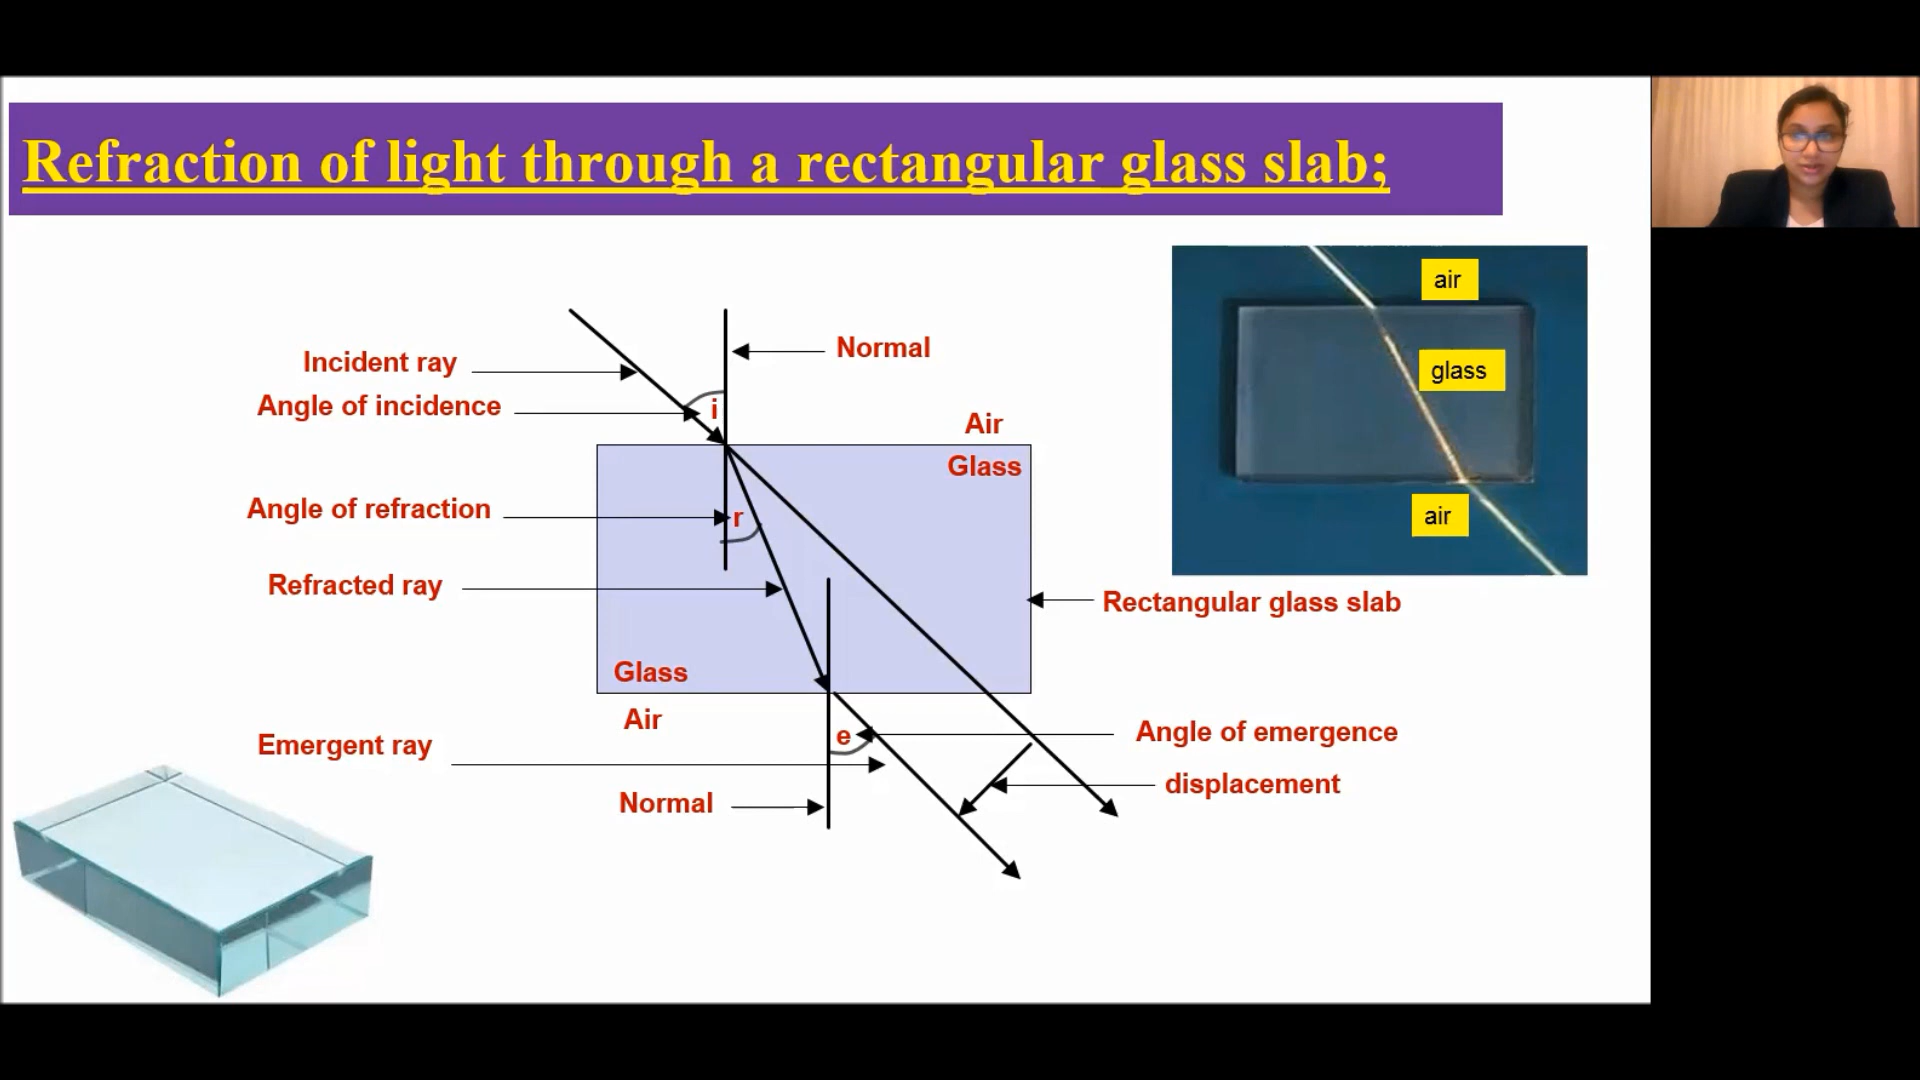 Refraction of light through a rectangular glass slab;
air
glass
air
Incident ray
Normal
Angle of incidence
i
Air
Glass
Angle of refraction
r
Refracted ray
Rectangular glass slab
Glass
Air
Emergent ray
e
Angle of emergence
displacement
Normal